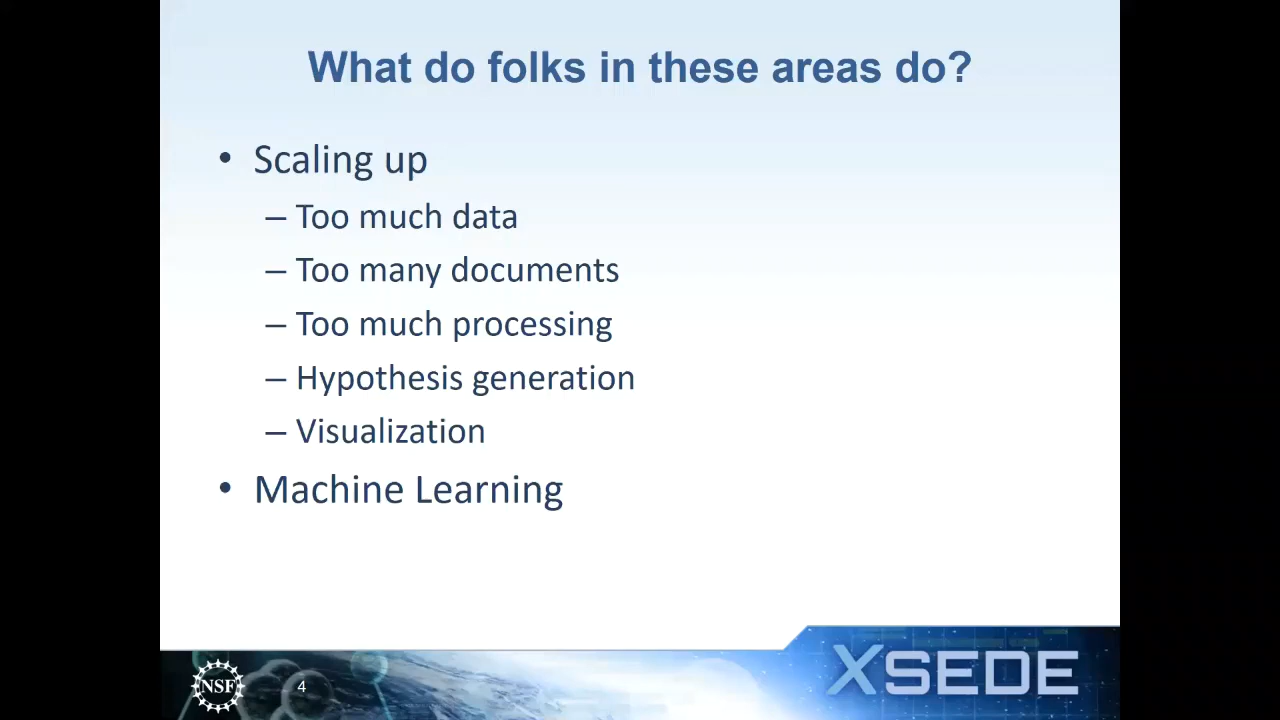 What do folks in these areas do?
• Scaling up
– Too much data
– Too many documents
– Too much processing
– Hypothesis generation
– Visualization
• Machine Learning
NSF
4
XSEDE